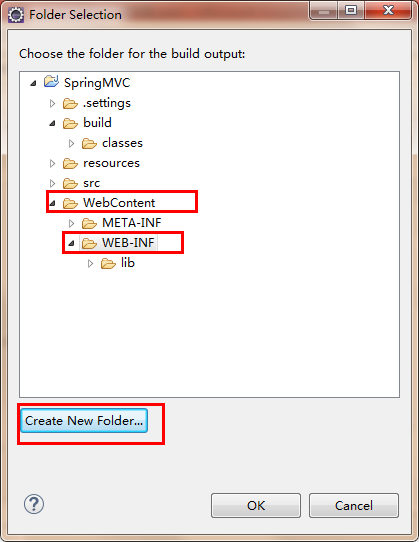 Folder Selection
Choose the folder for the build output:
SpringMVC
.settings
build
classes
resources
src
WebContent
META-INF
WEB-INF
lib
Create New Folder...
?
OK
Cancel